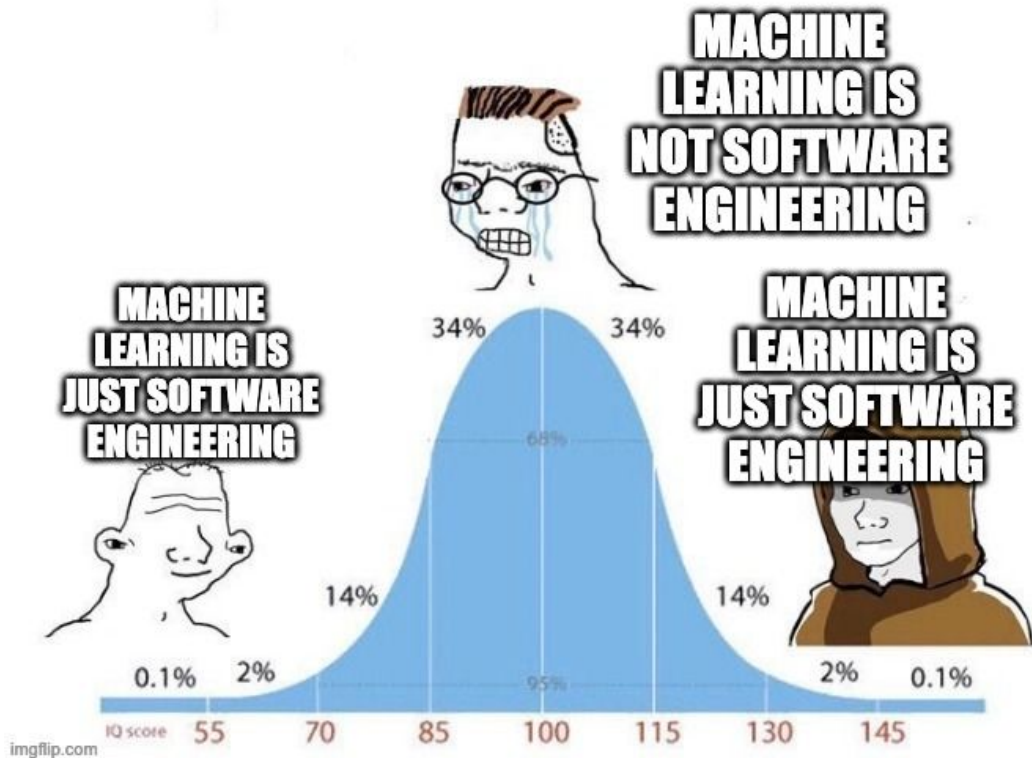 MACHINE
LEARNING IS
NOT SOFTWARE
ENGINEERING
MACHINE
LEARNING IS
JUST SOFTWARE
ENGINEERING
MACHINE
LEARNING IS
JUST SOFTWARE
ENGINEERING
34% 34%
68%
14% 14%
0.1% 2% 95% 2% 0.1%
IQ score 55 70 85 100 115 130 145
imgflip.com